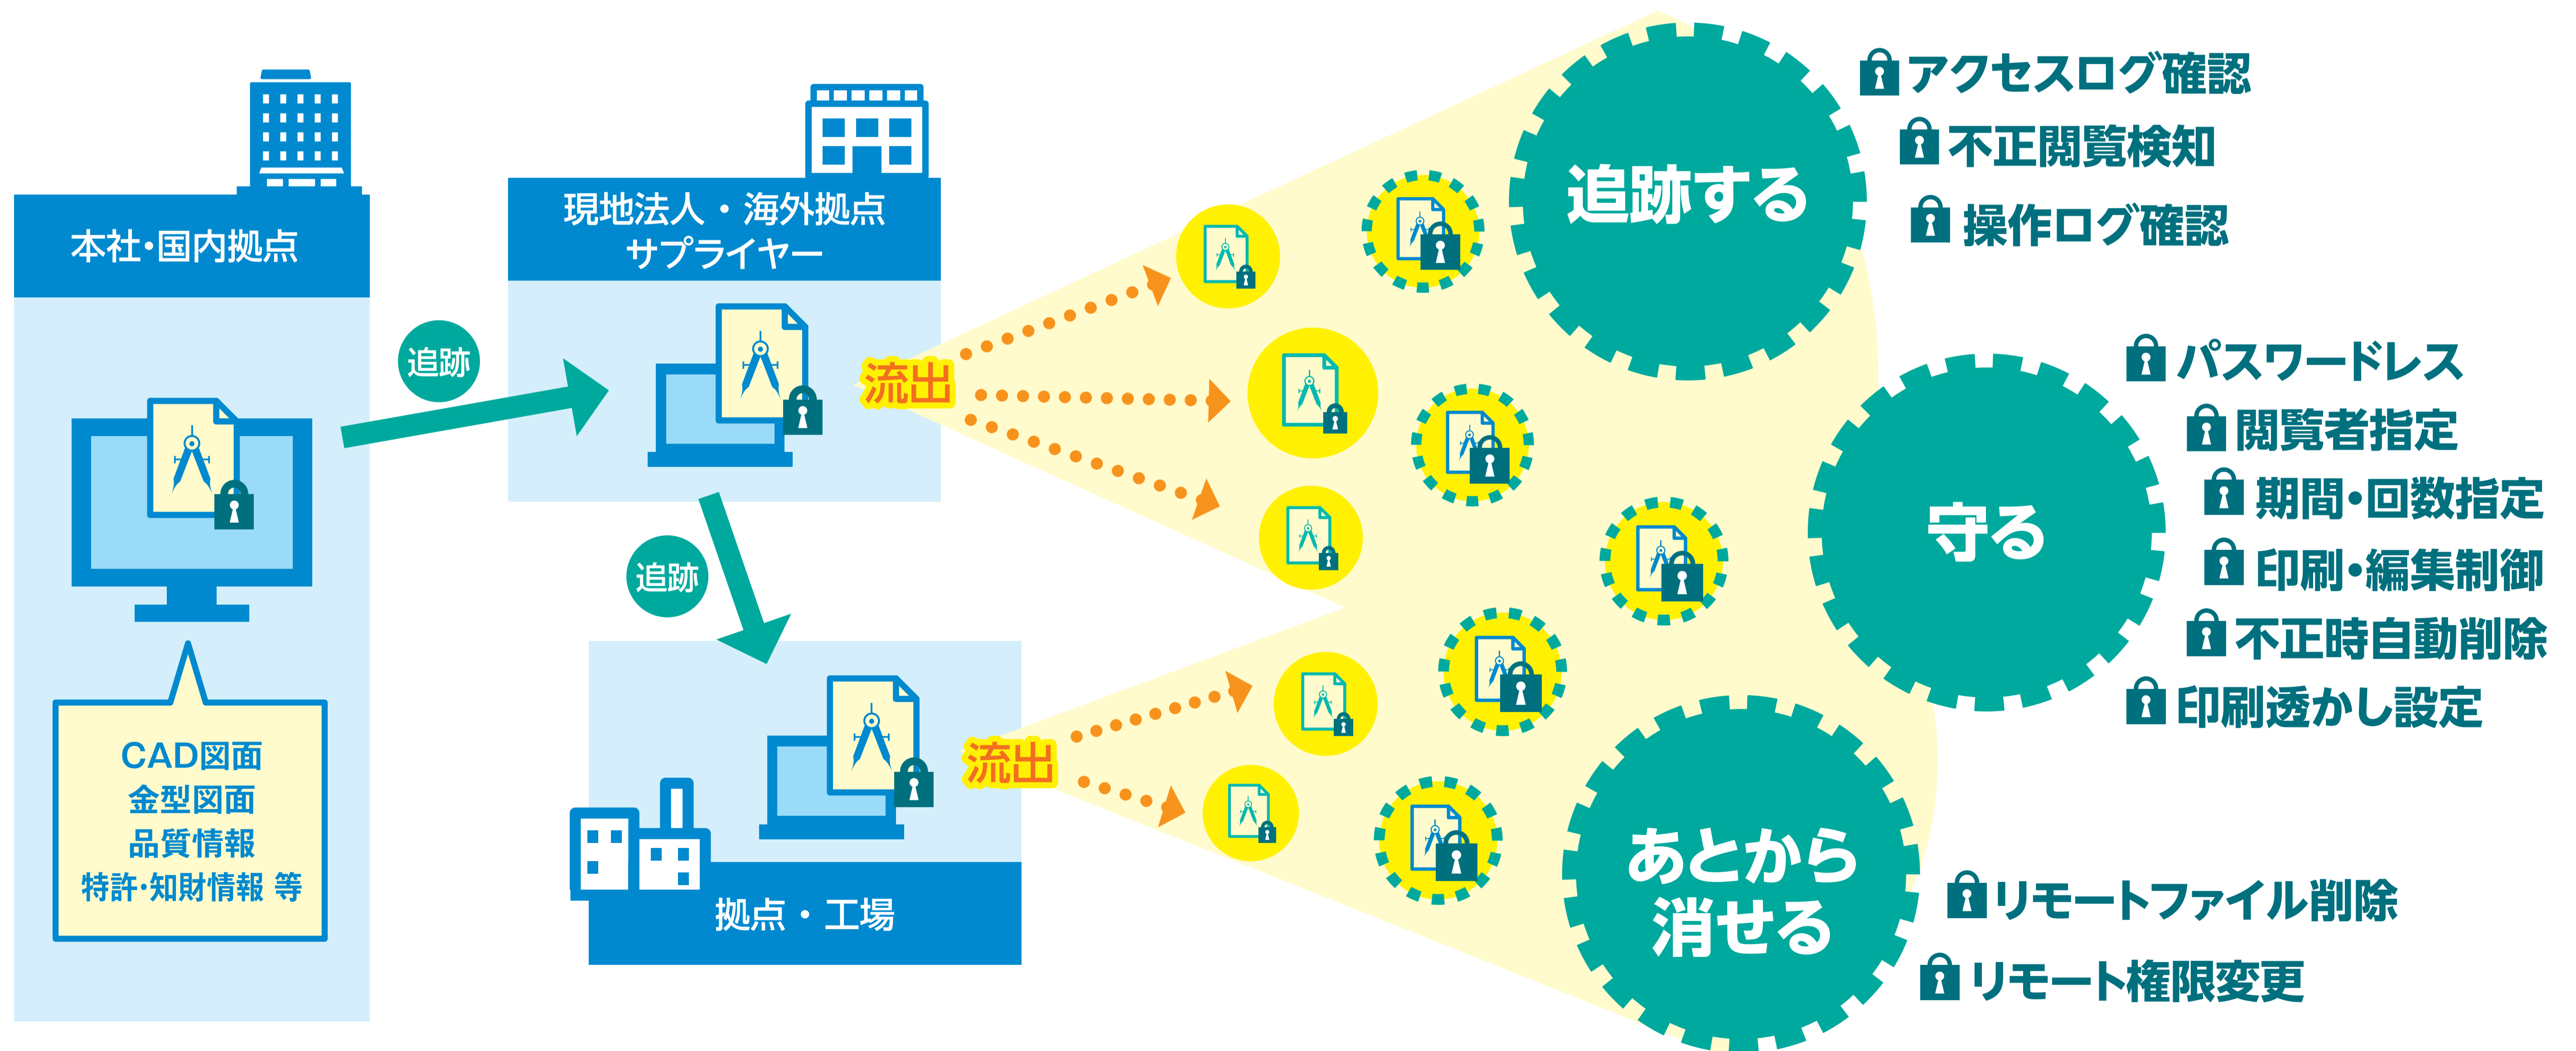 本社・国内拠点
追跡
現地法人・海外拠点
サプライヤー
流出
追跡
CAD図面
金型図面
品質情報
特許・知財情報 等
拠点・工場
流出
追跡する
アクセスログ確認
不正閲覧検知
操作ログ確認
守る
パスワードレス
閲覧者指定
期間・回数指定
印刷・編集制御
不正時自動削除
印刷透かし設定
あとから
消せる
リモートファイル削除
リモート権限変更